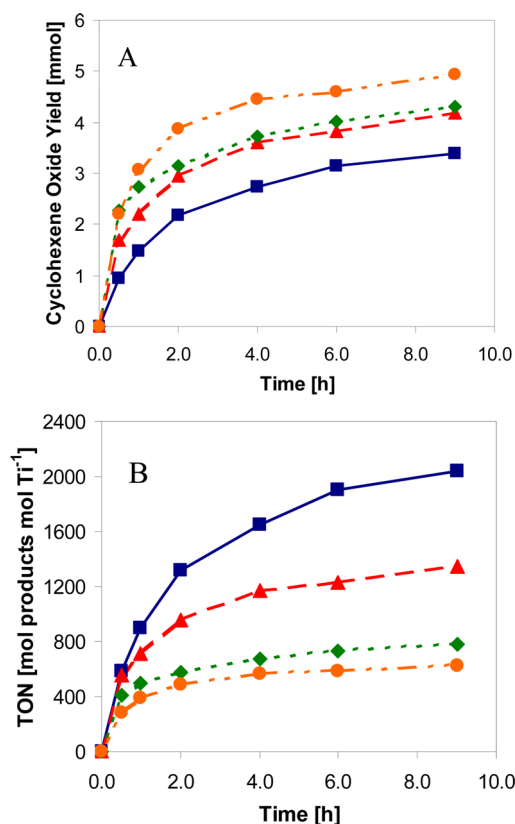 A
Cyclohexene Oxide Yield [mmol]
6
5
4
3
2
1
0
0.0 2.0 4.0 6.0 8.0 10.0
Time [h]
B
TON [mol products mol Ti⁻¹]
2400
2000
1600
1200
800
400
0
0.0 2.0 4.0 6.0 8.0 10.0
Time [h]